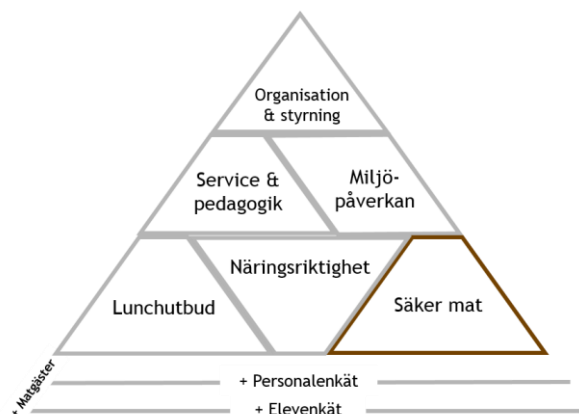 Organisation
& styrning
Service &
pedagogik
Miljö-
påverkan
Näringsriktighet
Lunchutbud
Säker mat
+ Matgäster
+ Personalenkät
+ Elevenkät